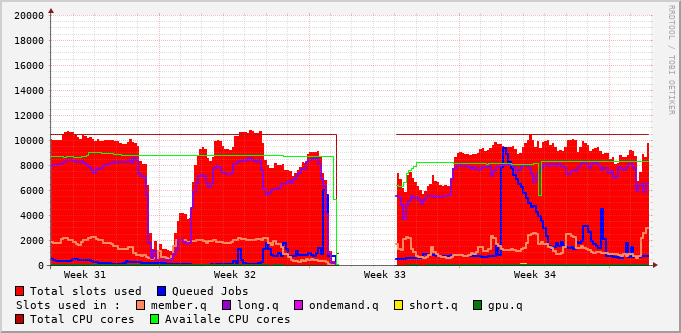 20000
18000
16000
14000
12000
10000
8000
6000
4000
2000
0
Week 31 Week 32 Week 33 Week 34
RRDTOOL / TOBI OETIKER
Total slots used Queued Jobs
Slots used in : member.q long.q ondemand.q short.q gpu.q
Total CPU cores Availale CPU cores